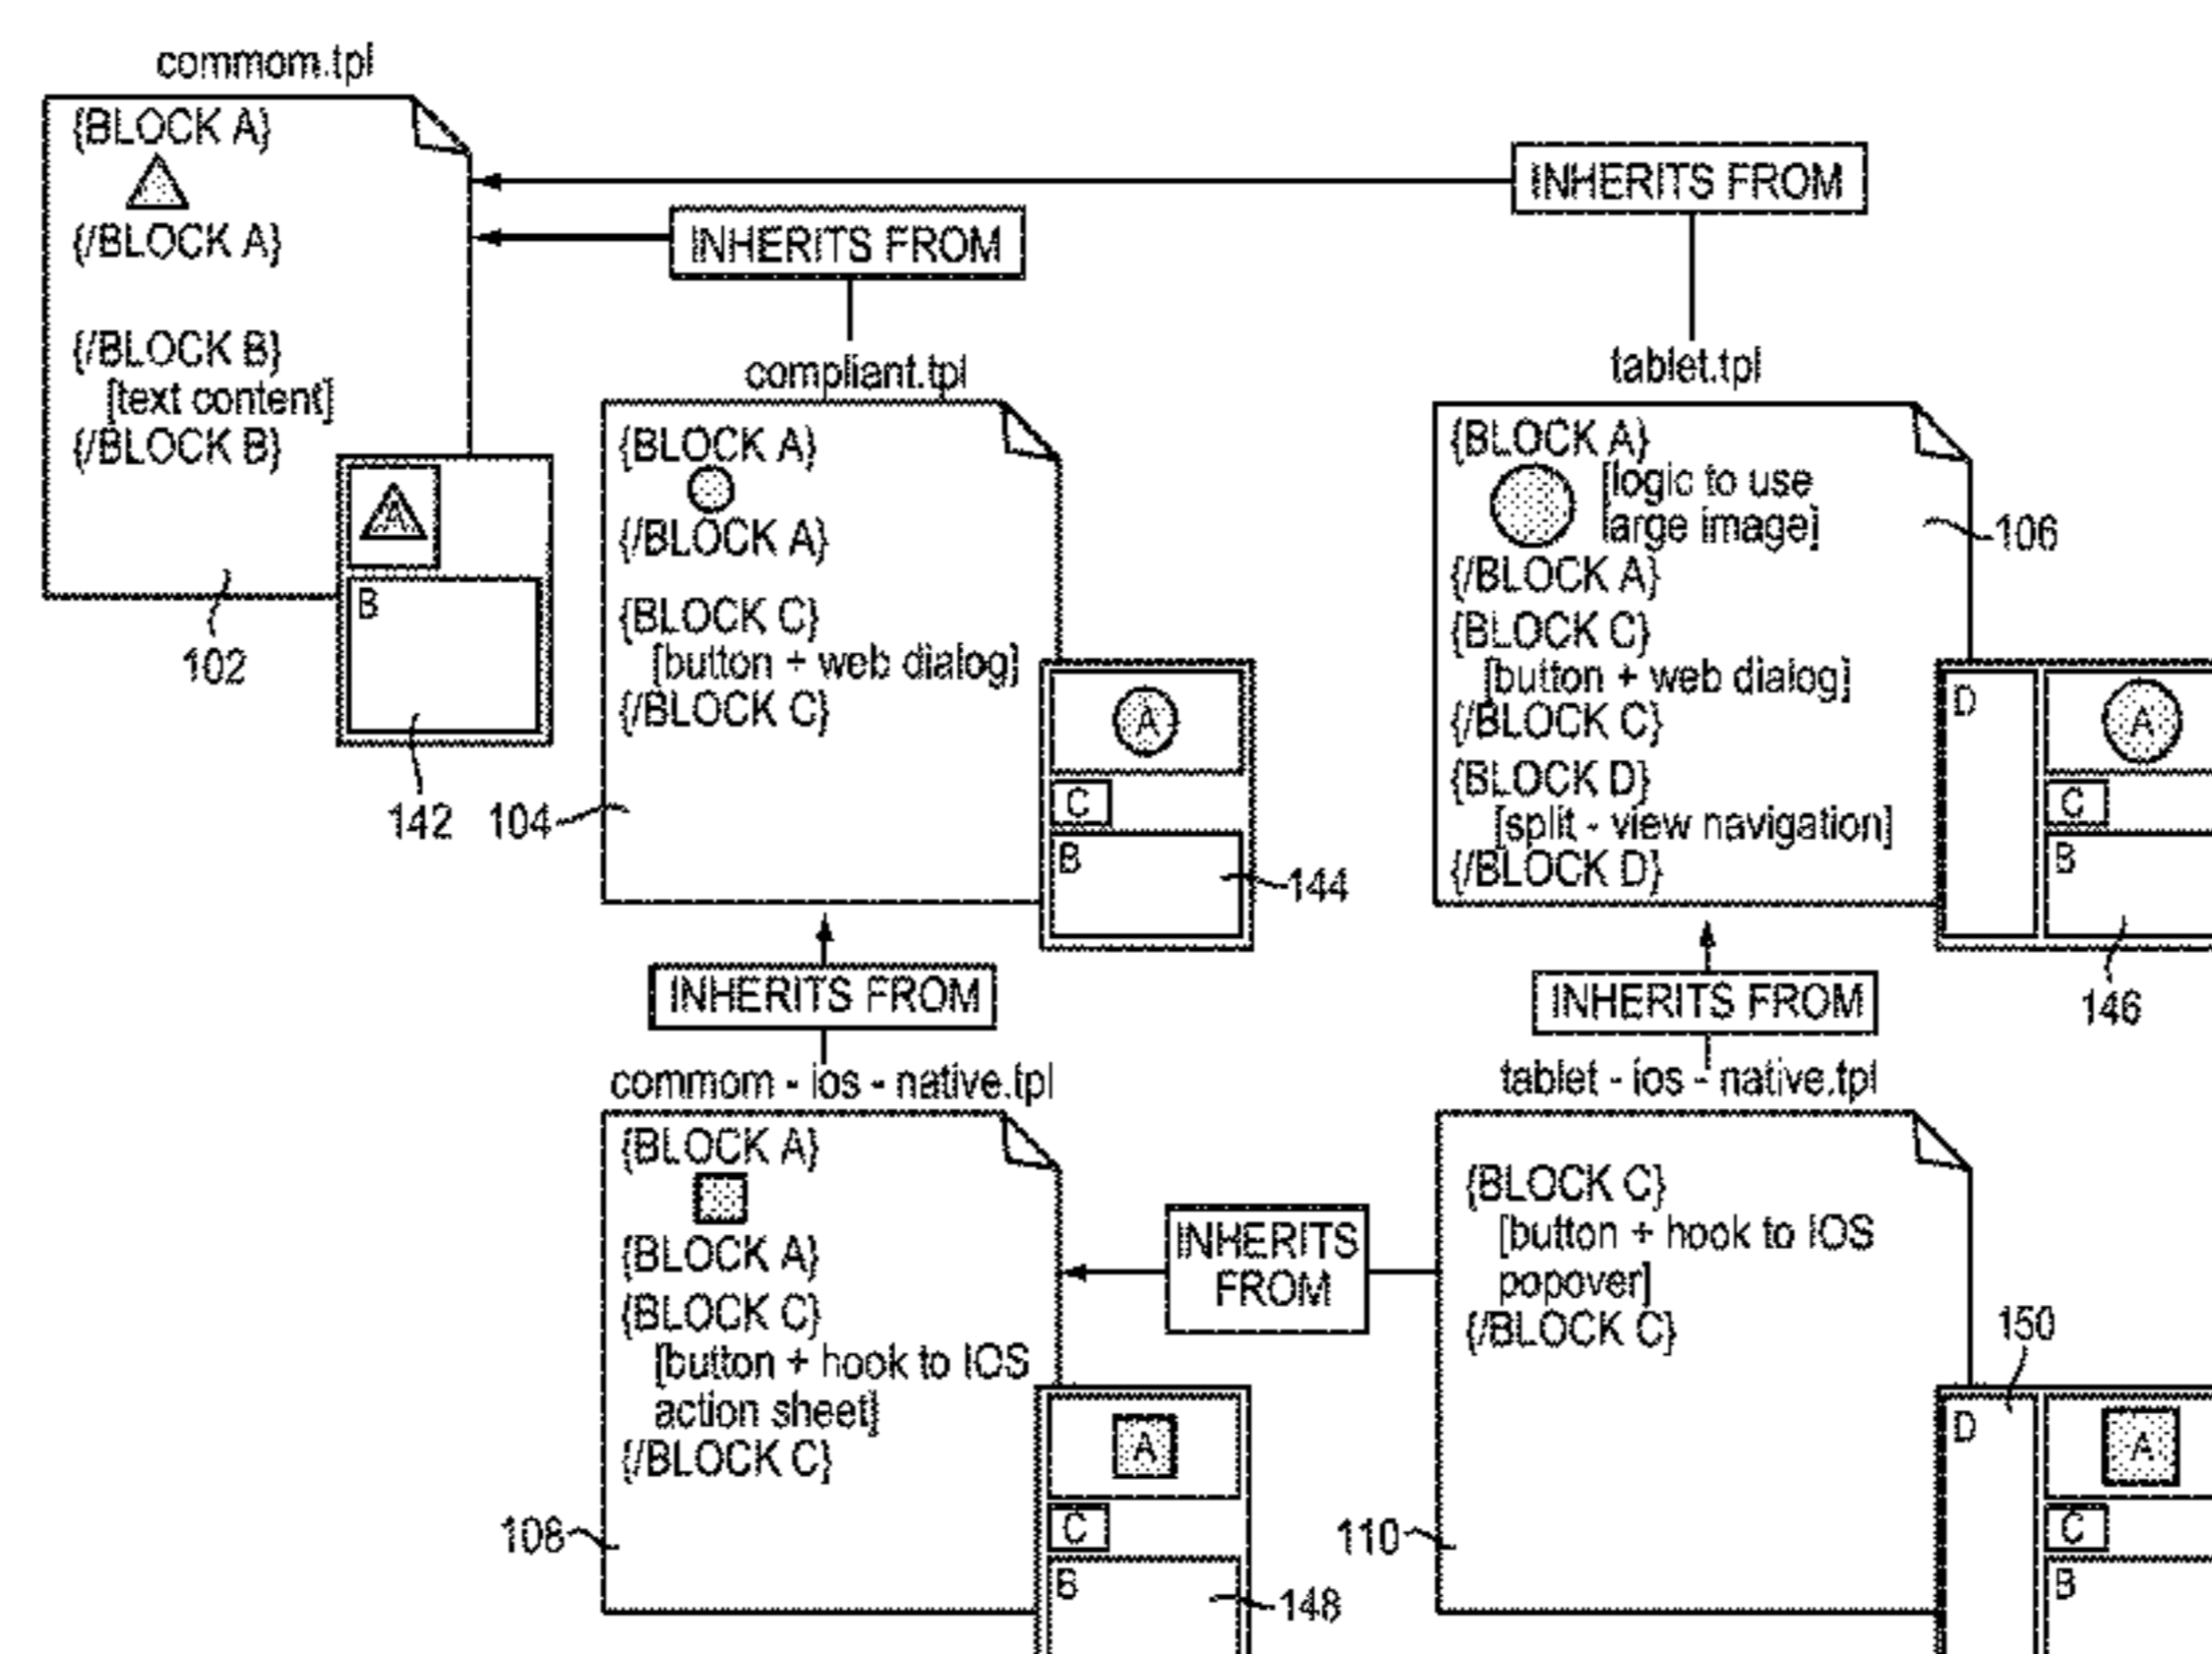 commom.tpl
{BLOCK A}
{/BLOCK A}
{/BLOCK B}
[text content]
{/BLOCK B}
102
A
B
142
INHERITS FROM
INHERITS FROM
compliant.tpl
{BLOCK A}
{/BLOCK A}
{BLOCK C}
[button + web dialog]
{/BLOCK C}
104
A
C
B
144
tablet.tpl
{BLOCK A}
[logic to use
large image]
{/BLOCK A}
{BLOCK C}
[button + web dialog]
{/BLOCK C}
{BLOCK D}
[split - view navigation]
{/BLOCK D}
106
D
A
C
B
146
INHERITS FROM
INHERITS FROM
commom - ios - native.tpl
{BLOCK A}
{BLOCK A}
{BLOCK C}
[button + hook to IOS
action sheet]
{/BLOCK C}
108
A
C
B
148
INHERITS
FROM
tablet - ios - native.tpl
{BLOCK C}
[button + hook to IOS
popover]
{/BLOCK C}
110
150
D
A
C
B